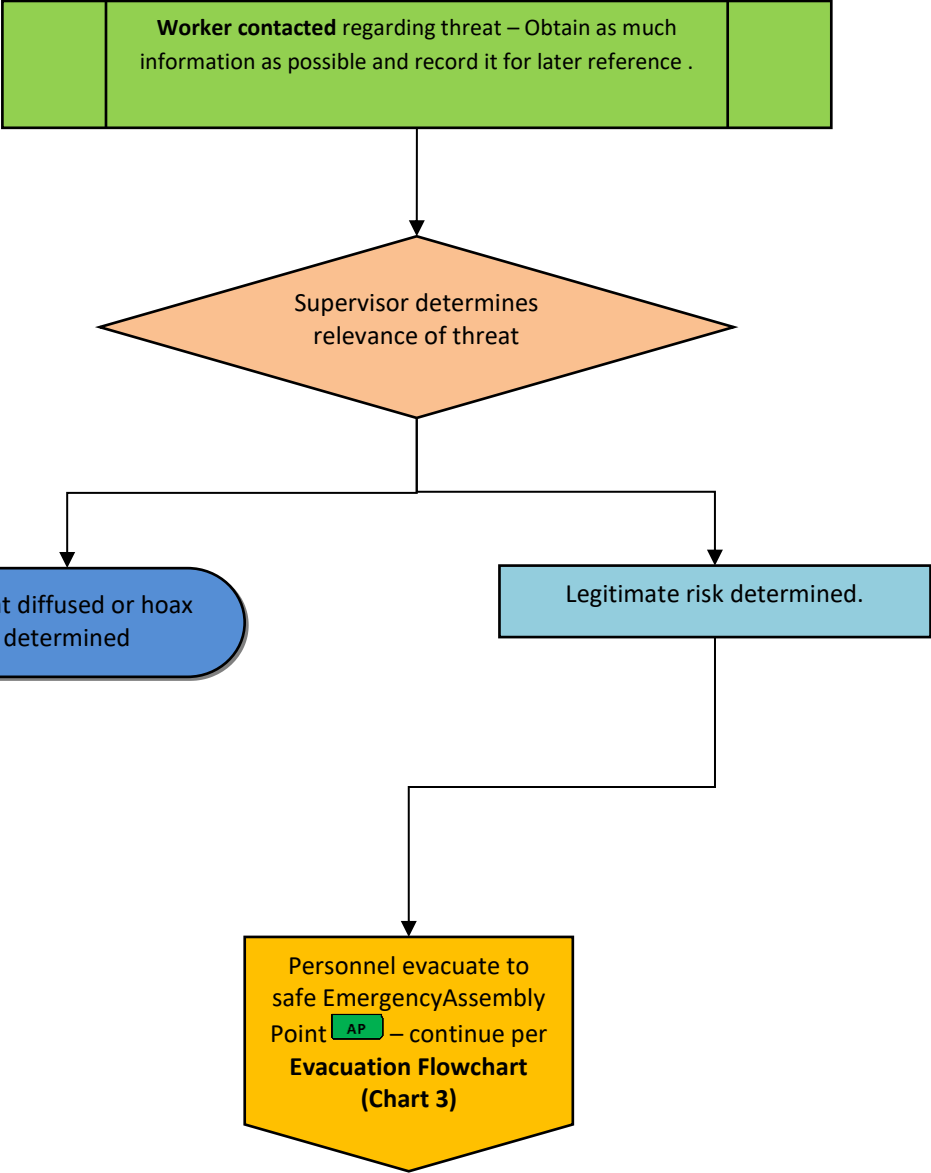 Worker contacted regarding threat – Obtain as much
information as possible and record it for later reference .
Supervisor determines
relevance of threat
diffused or hoax
determined
Legitimate risk determined.
Personnel evacuate to
safe EmergencyAssembly
Point AP – continue per
Evacuation Flowchart
(Chart 3)